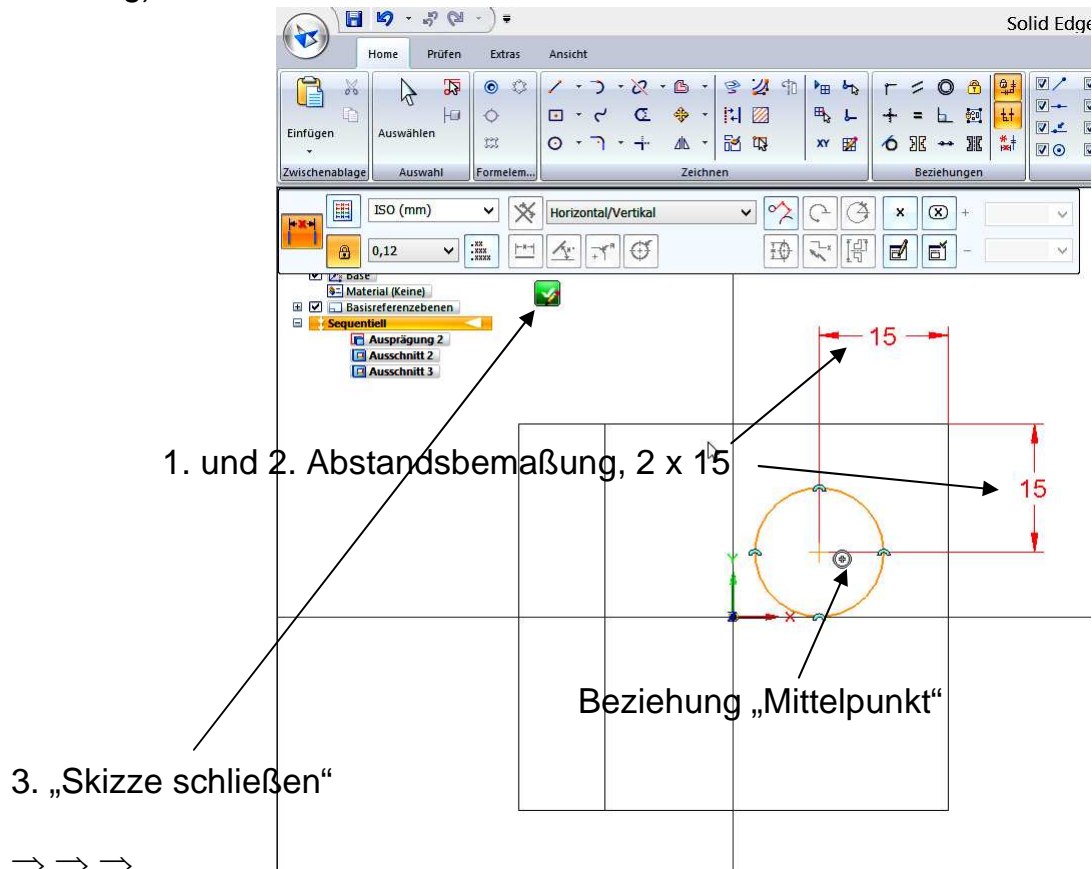 Solid Edge
Home Prüfen Extras Ansicht
Einfügen
Auswählen
XY
Zwischenablage Auswahl Formelem... Zeichnen Beziehungen
ISO (mm) Horizontal/Vertikal
0,12
Base
Material (Keine)
Basisreferenzebenen
Sequentiell
Ausprägung 2
Ausschnitt 2
Ausschnitt 3
15
1. und 2. Abstandsbemaßung, 2 x 15
15
Y
X
Beziehung „Mittelpunkt“
3. „Skizze schließen“
→ → →